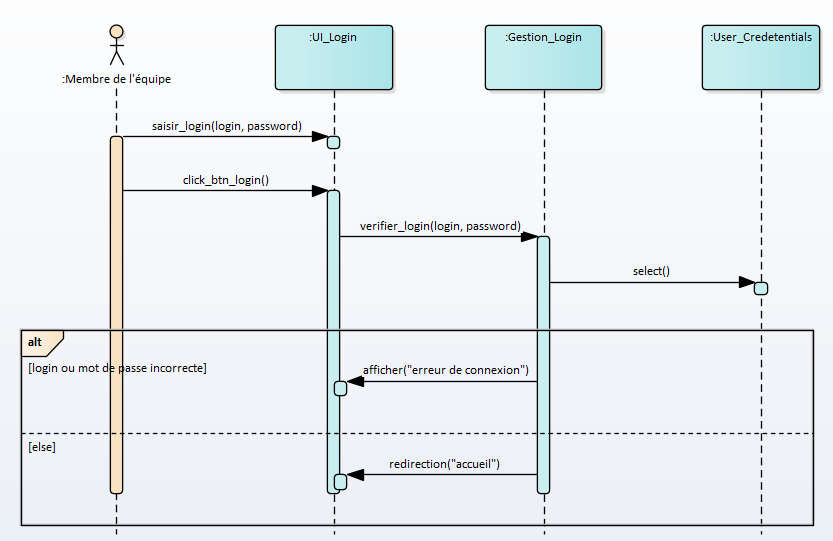 :Membre de l'équipe
:UI_Login
:Gestion_Login
:User_Credetentials
saisir_login(login, password)
click_btn_login()
verifier_login(login, password)
select()
alt
[login ou mot de passe incorrecte]
afficher("erreur de connexion")
[else]
redirection("accueil")